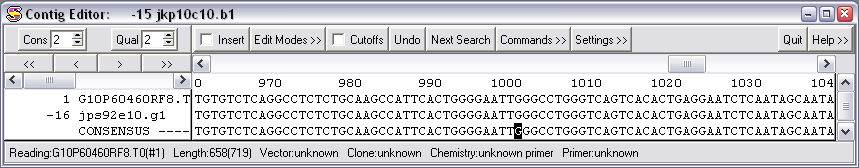 Contig Editor: -15 jkp10c10.b1
Cons 2 Qual 2 Insert Edit Modes >> Cutoffs Undo Next Search Commands >> Settings >> Quit Help >>
<< < > >>
0 970 980 990 1000 1010 1020 1030 104
1 G10P60460RF8.T TGTGTCTCAGGCCTCTCTGCAAGCCATTCACTGGGGAATTGGGCCTGGGTCAGTCACACTGAGGAATCTCAATAGCAATA
-16 jps92e10.g1 TGTGTCTCAGGCCTCTCTGCAAGCCATTCACTGGGGAATTGGGCCTGGGTCAGTCACACTGAGGAATCTCAATAGCAATA
CONSENSUS ---- TGTGTCTCAGGCCTCTCTGCAAGCCATTCACTGGGGAATTGGGCCTGGGTCAGTCACACTGAGGAATCTCAATAGCAATA
Reading:G10P60460RF8.T0(#1) Length:658(719) Vector:unknown Clone:unknown Chemistry:unknown primer Primer:unknown